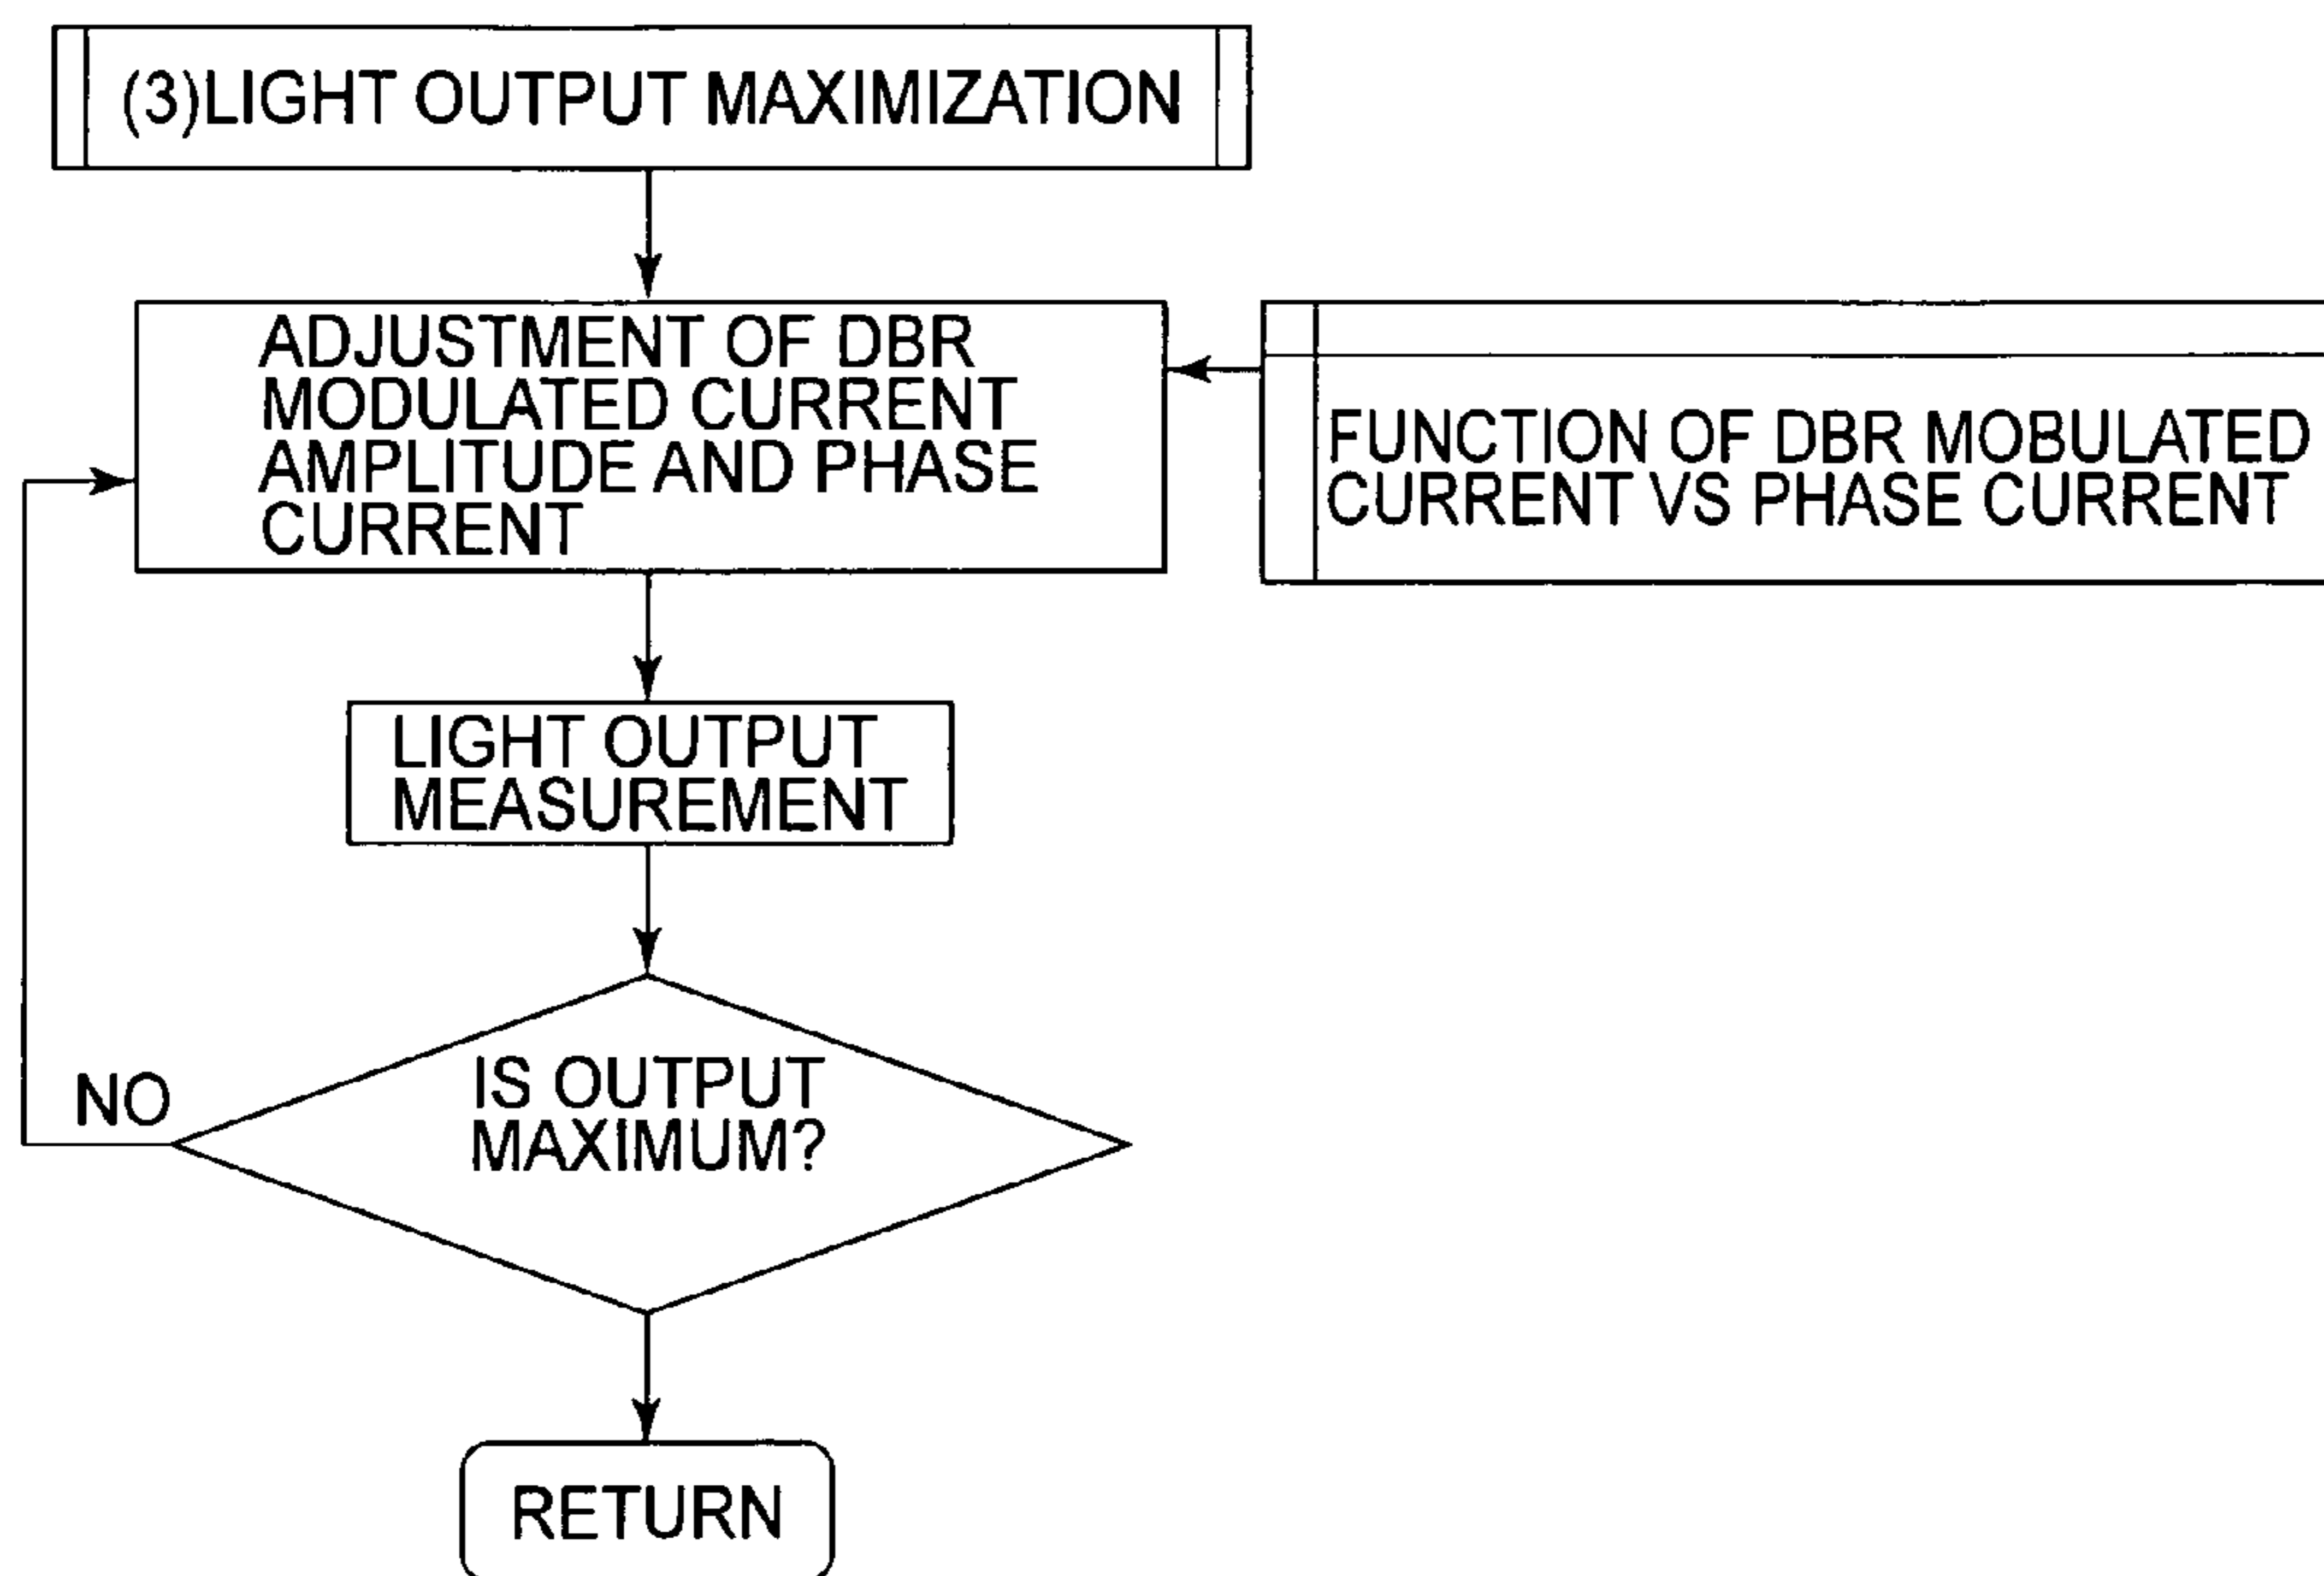 (3)LIGHT OUTPUT MAXIMIZATION
ADJUSTMENT OF DBR
MODULATED CURRENT
AMPLITUDE AND PHASE
CURRENT
FUNCTION OF DBR MOBULATED
CURRENT VS PHASE CURRENT
LIGHT OUTPUT
MEASUREMENT
IS OUTPUT
MAXIMUM?
NO
RETURN